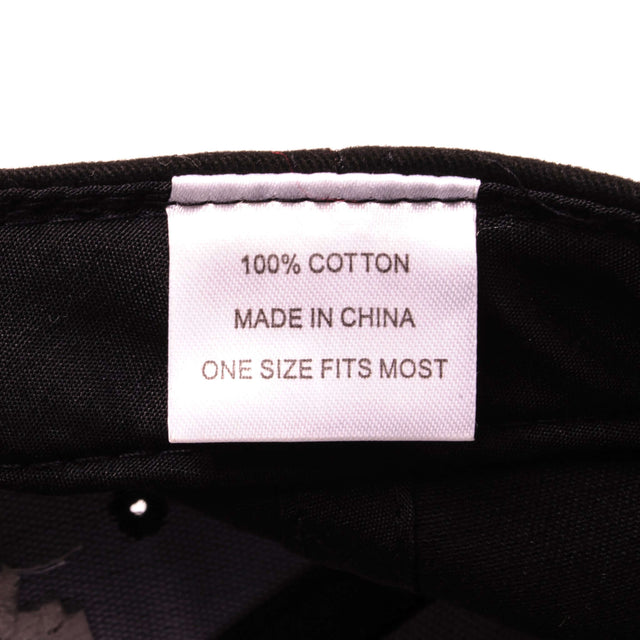 100% COTTON
MADE IN CHINA
ONE SIZE FITS MOST